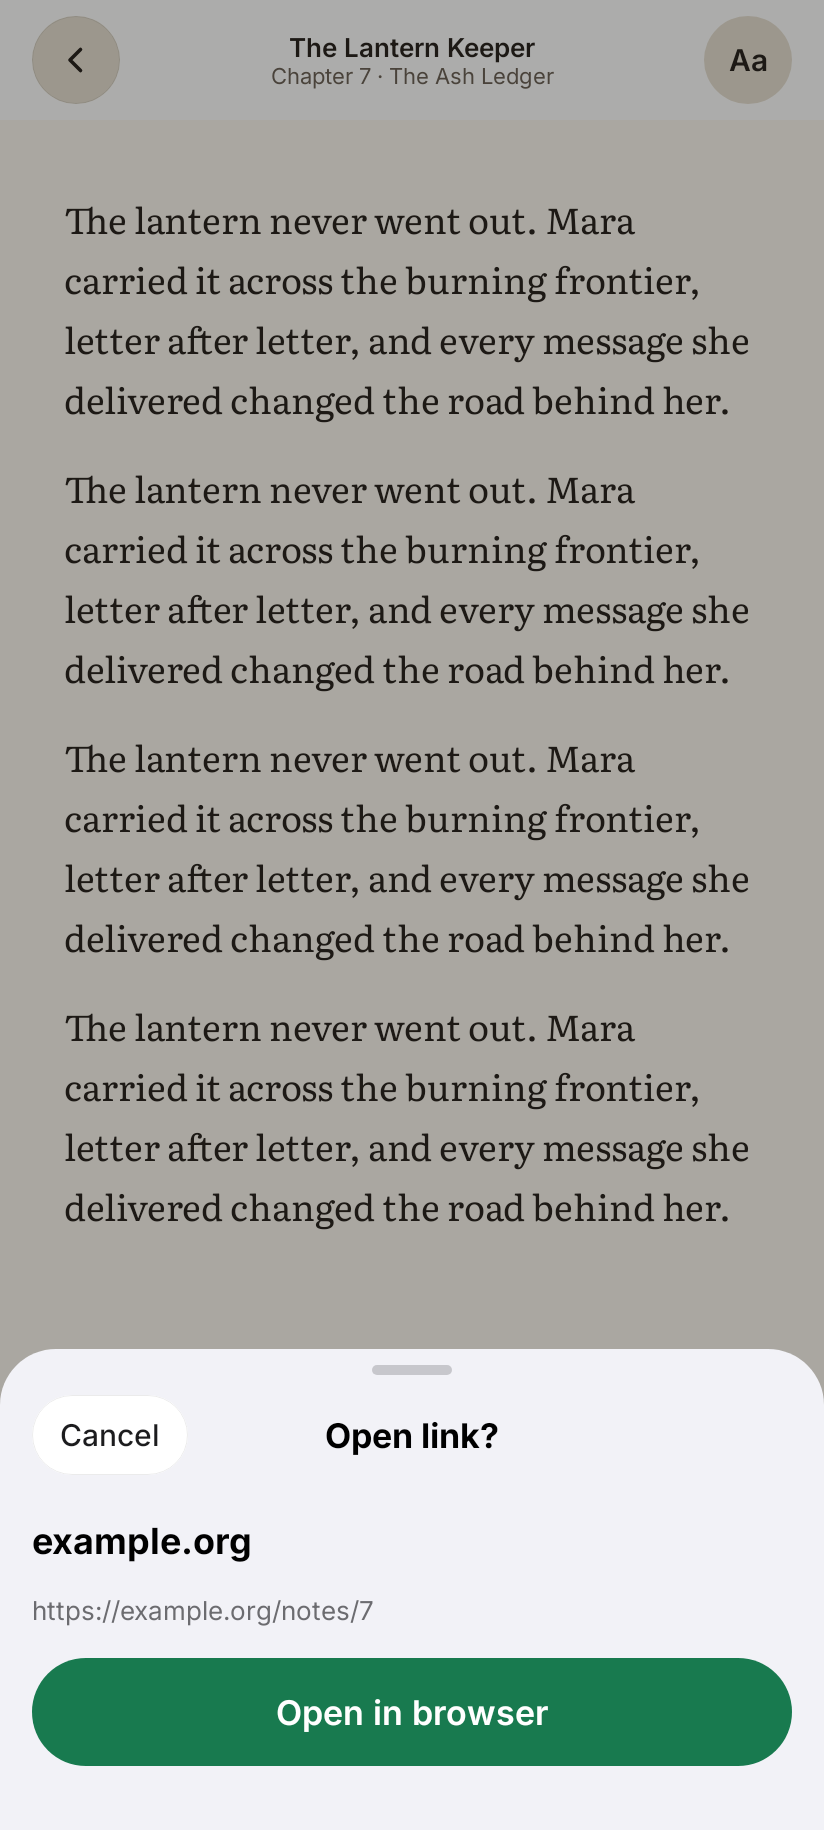 The Lantern Keeper
Chapter 7 · The Ash Ledger
Aa
The lantern never went out. Mara
carried it across the burning frontier,
letter after letter, and every message she
delivered changed the road behind her.
The lantern never went out. Mara
carried it across the burning frontier,
letter after letter, and every message she
delivered changed the road behind her.
The lantern never went out. Mara
carried it across the burning frontier,
letter after letter, and every message she
delivered changed the road behind her.
The lantern never went out. Mara
carried it across the burning frontier,
letter after letter, and every message she
delivered changed the road behind her.
Cancel
Open link?
example.org
https://example.org/notes/7
Open in browser